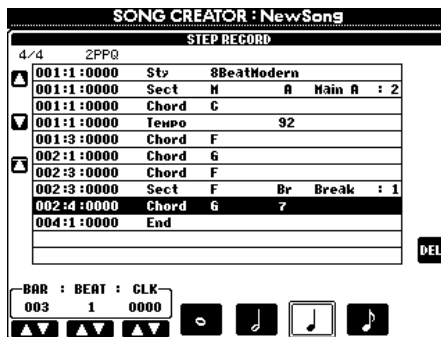 SONG CREATOR : NewSong
STEP RECORD
4/4 2PPQ
001:1:0000 Sty 8BeatModern
001:1:0000 Sect M A Main A : 2
001:1:0000 Chord C
001:1:0000 Tempo 92
001:3:0000 Chord F
002:1:0000 Chord G
002:3:0000 Chord F
002:3:0000 Sect F Br Break : 1
002:4:0000 Chord G 7
004:1:0000 End
DEL
BAR : BEAT : CLK
003 1 0000